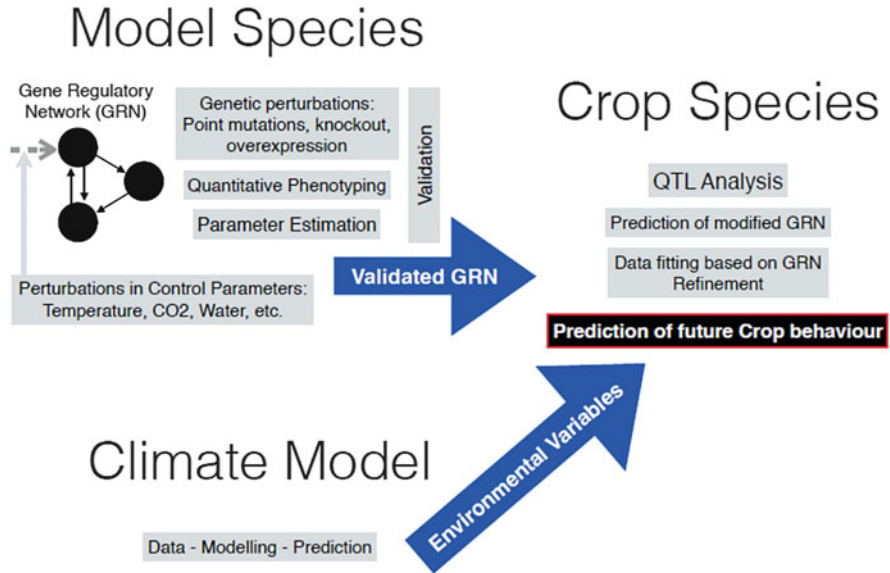 Model Species
Gene Regulatory
Network (GRN)
Genetic perturbations:
Point mutations, knockout,
overexpression
Quantitative Phenotyping
Parameter Estimation
Validation
Perturbations in Control Parameters:
Temperature, CO2, Water, etc.
Validated GRN
Crop Species
QTL Analysis
Prediction of modified GRN
Data fitting based on GRN
Refinement
Prediction of future Crop behaviour
Climate Model
Data - Modelling - Prediction
Environmental Variables